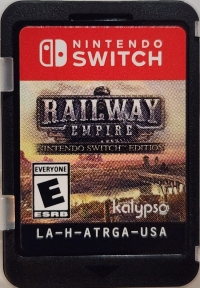 NINTENDO
SWITCH
RAILWAY
EMPIRE
NINTENDO SWITCH EDITION
EVERYONE
E
ESRB
kalypso
LA-H-ATRGA-USA